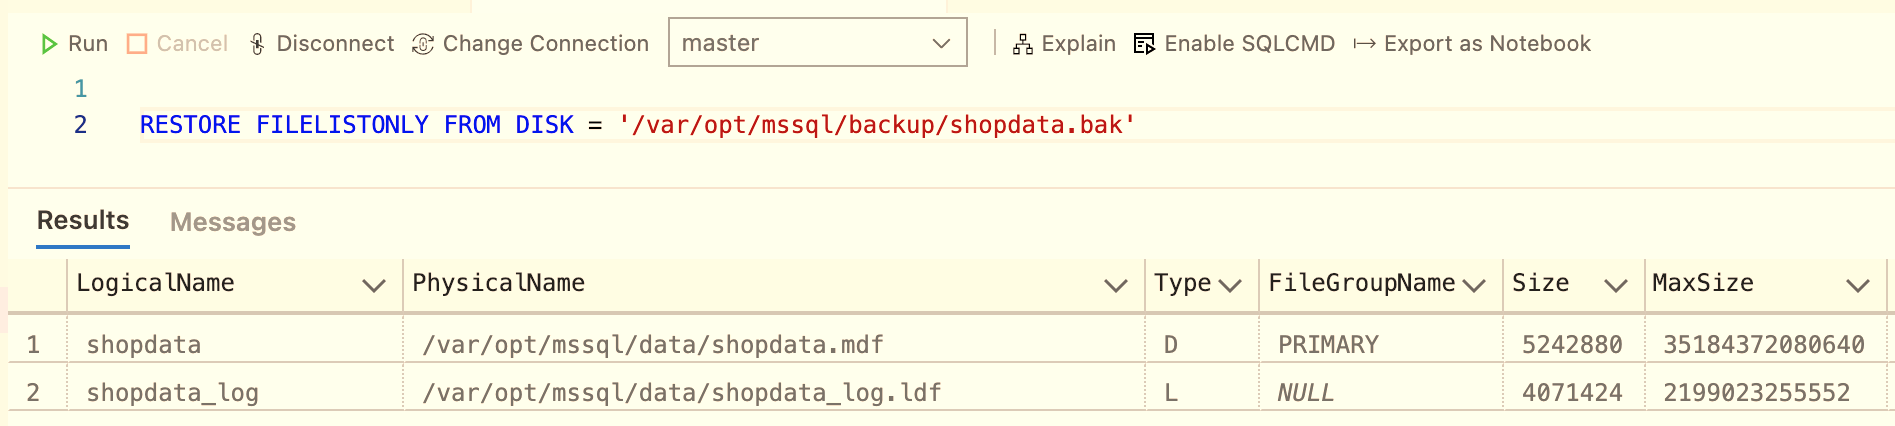 Run Cancel Disconnect Change Connection master Explain Enable SQLCMD Export as Notebook
1
2 RESTORE FILELISTONLY FROM DISK = '/var/opt/mssql/backup/shopdata.bak'
Results Messages
LogicalName PhysicalName Type FileGroupName Size MaxSize
1 shopdata /var/opt/mssql/data/shopdata.mdf D PRIMARY 5242880 35184372080640
2 shopdata_log /var/opt/mssql/data/shopdata_log.ldf L NULL 4071424 2199023255552